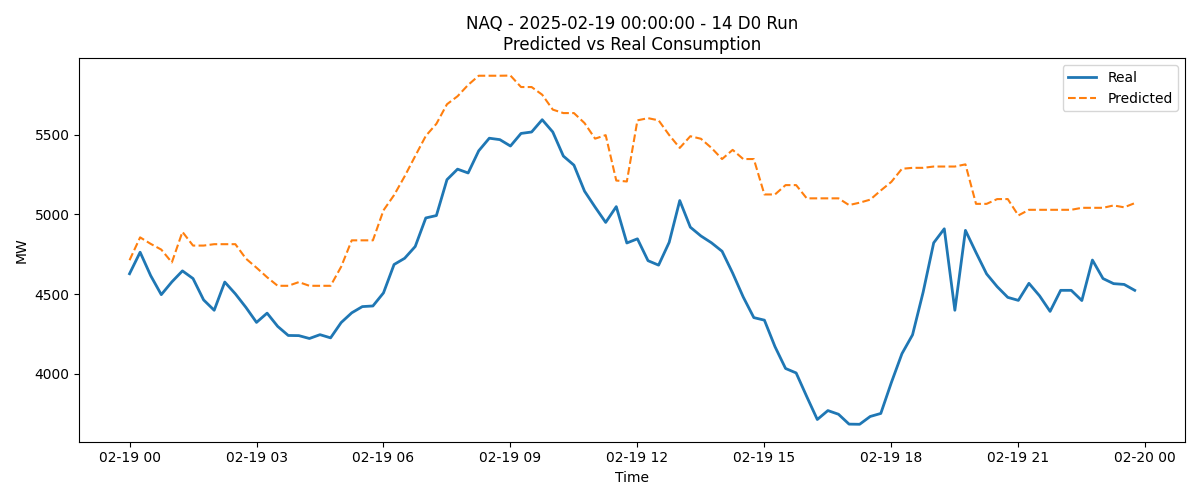 NAQ - 2025-02-19 00:00:00 - 14 D0 Run
Predicted vs Real Consumption
Real
Predicted
5500
5000
4500
4000
MW
02-19 00
02-19 03
02-19 06
02-19 09
02-19 12
02-19 15
02-19 18
02-19 21
02-20 00
Time